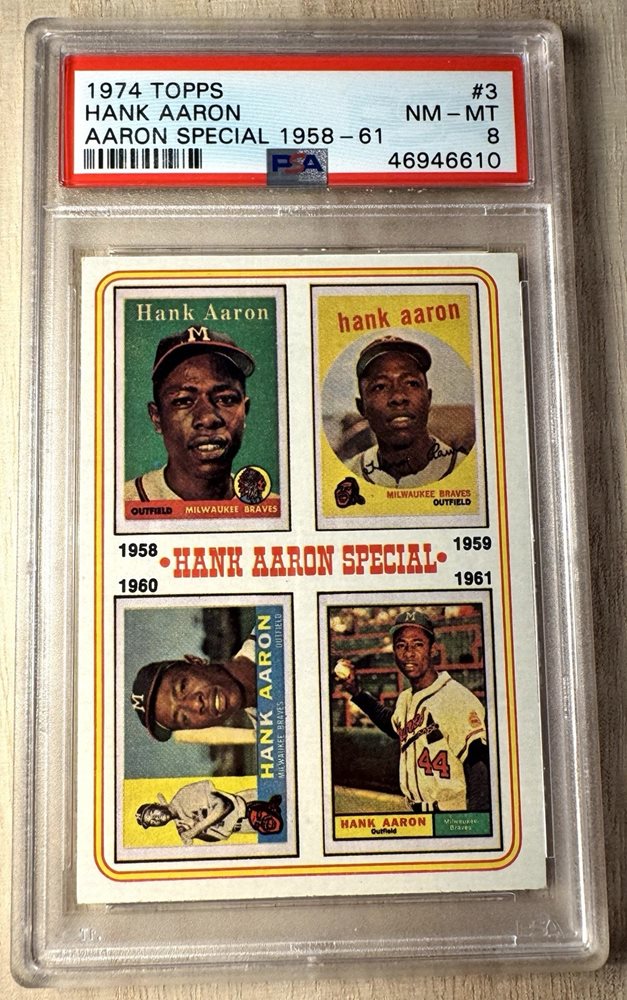 1974 TOPPS #3
HANK AARON NM – MT
AARON SPECIAL 1958 – 61 8
PSA 46946610
Hank Aaron
M
OUTFIELD MILWAUKEE BRAVES
hank aaron
MILWAUKEE BRAVES
OUTFIELD
1958 • HANK AARON SPECIAL • 1959
1960 1961
M
HANK AARON
MILWAUKEE BRAVES OUTFIELD
M
44
HANK AARON
Outfield
Milwaukee
Braves